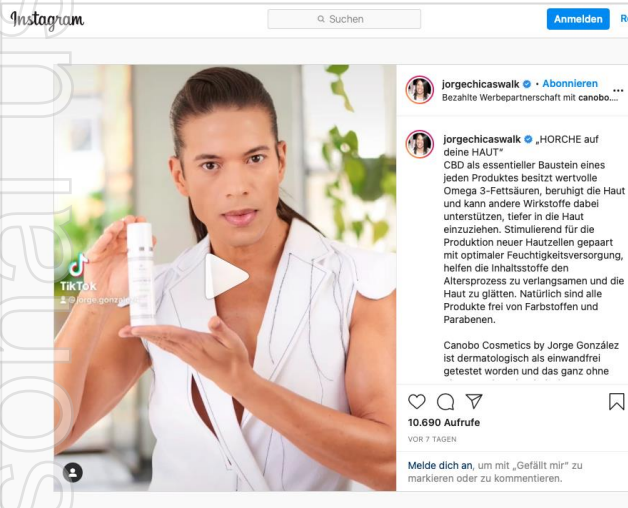 Instagram
Suchen
Anmelden
jorgechicaswalk • Abonnieren
Bezahlte Werbepartnerschaft mit canobo....
...
jorgechicaswalk „HORCHE auf
deine HAUT“
CBD als essentieller Baustein eines
jeden Produktes besitzt wertvolle
Omega 3-Fettsäuren, beruhigt die Haut
und kann andere Wirkstoffe dabei
unterstützen, tiefer in die Haut
einzuziehen. Stimulierend für die
Produktion neuer Hautzellen gepaart
mit optimaler Feuchtigkeitsversorgung,
helfen die Inhaltsstoffe den
Altersprozess zu verlangsamen und die
Haut zu glätten. Natürlich sind alle
Produkte frei von Farbstoffen und
Parabenen.
Canobo Cosmetics by Jorge González
ist dermatologisch als einwandfrei
getestet worden und das ganz ohne
TikTok
@jorge.gonzal
10.690 Aufrufe
VOR 7 TAGEN
Melde dich an, um mit „Gefällt mir“ zu
markieren oder zu kommentieren.